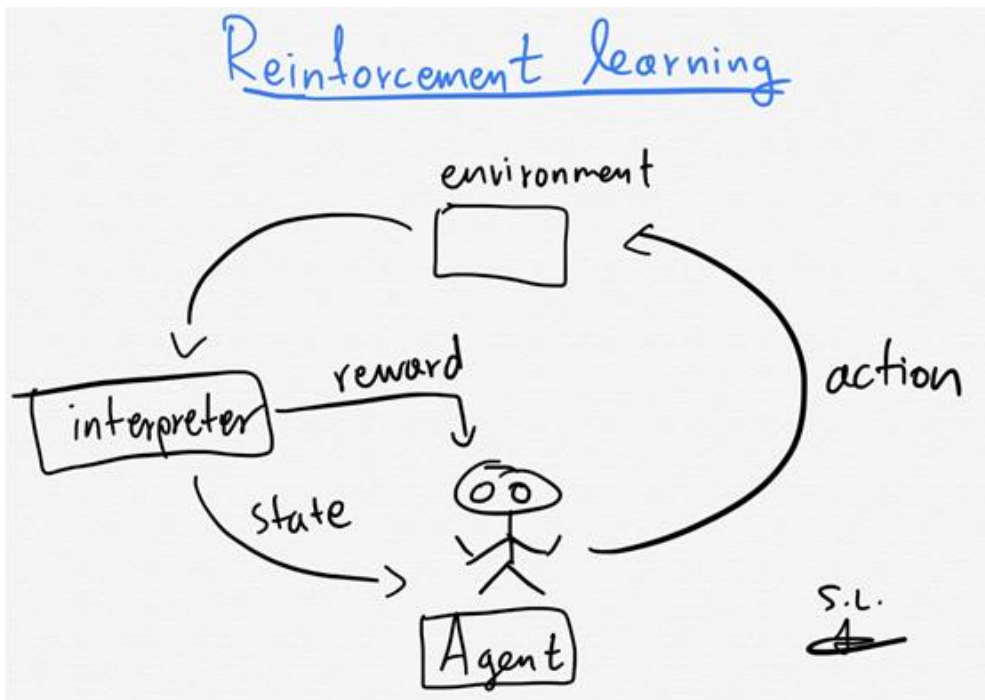 Reinforcement learning
environment
reward
action
interpreter
state
Agent
S.L.